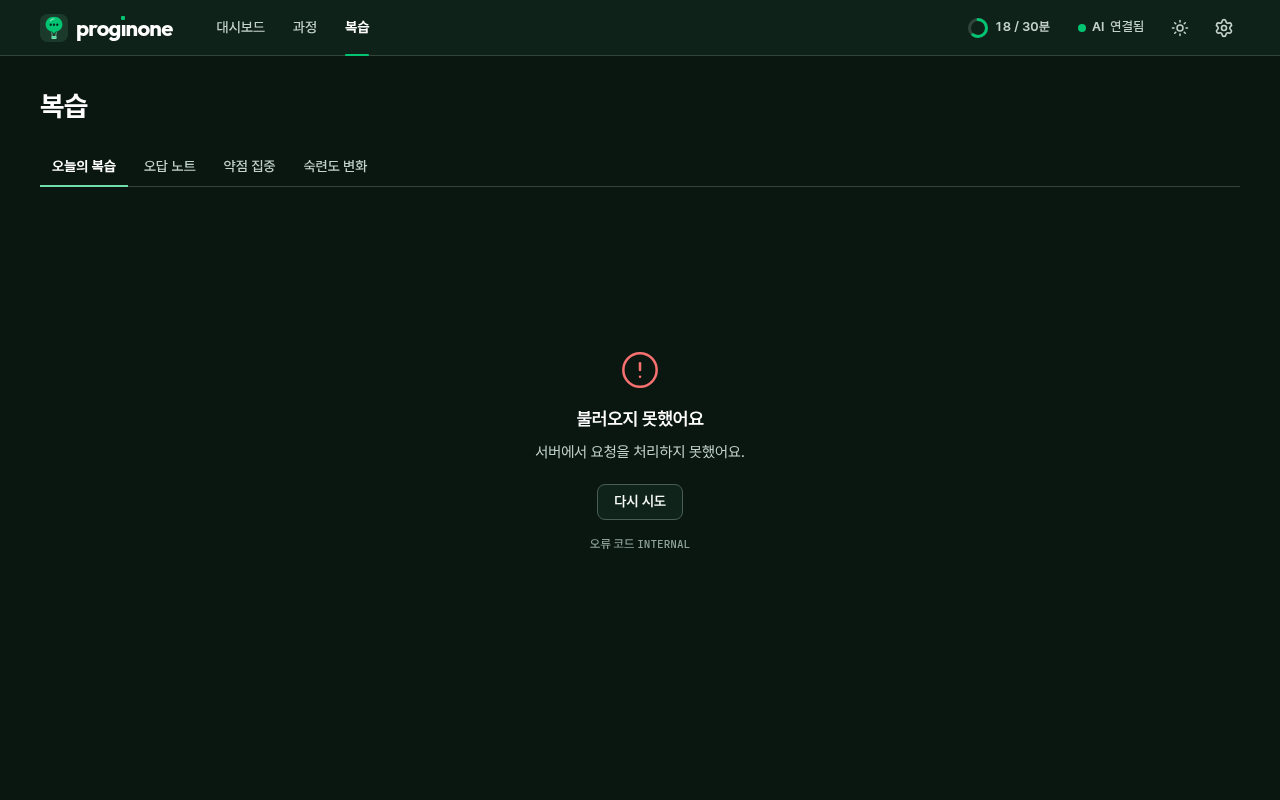 proginone
대시보드
과정
복습
18 / 30분
AI 연결됨
복습
오늘의 복습
오답 노트
약점 집중
숙련도 변화
불러오지 못했어요
서버에서 요청을 처리하지 못했어요.
다시 시도
오류 코드 INTERNAL